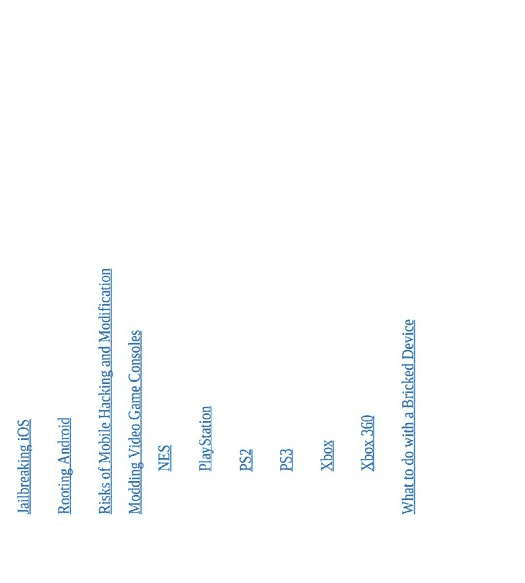 Jailbreaking iOS
Rooting Android
Risks of Mobile Hacking and Modification
Modding Video Game Consoles
NES
PlayStation
PS2
PS3
Xbox
Xbox 360
What to do with a Bricked Device